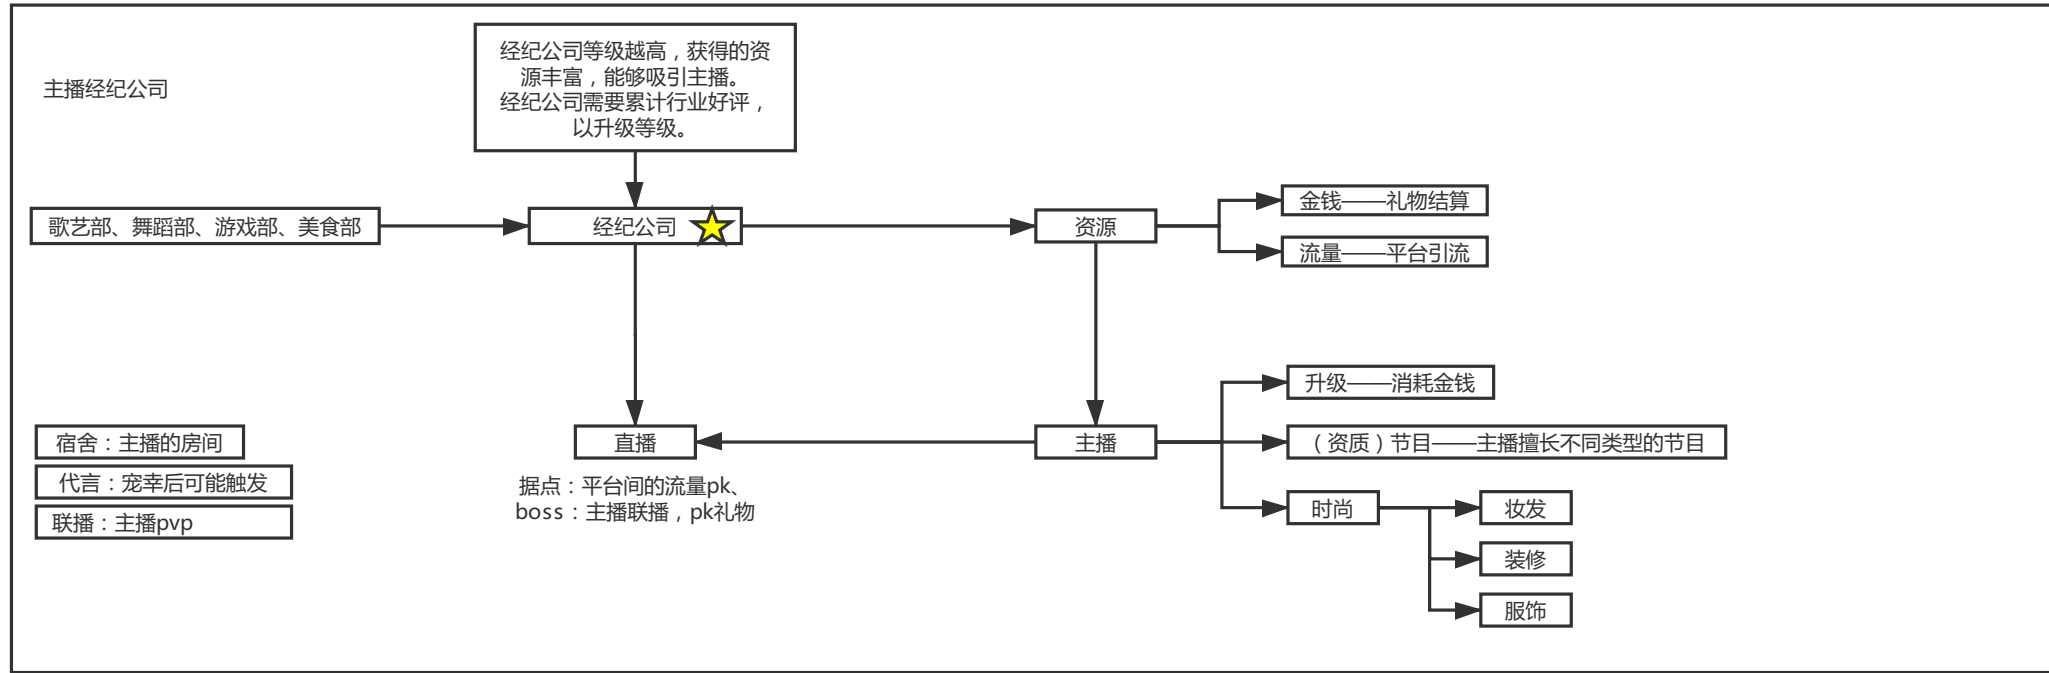 主播经纪公司
经纪公司等级越高，获得的资
源丰富，能够吸引主播。
经纪公司需要累计行业好评，
以升级等级。
歌艺部、舞蹈部、游戏部、美食部
经纪公司
资源
金钱——礼物结算
流量——平台引流
升级——消耗金钱
宿舍：主播的房间
直播
主播
（资质）节目——主播擅长不同类型的节目
代言：宠幸后可能触发
据点：平台间的流量pk、
boss：主播联播，pk礼物
时尚
妆发
联播：主播pvp
装修
服饰